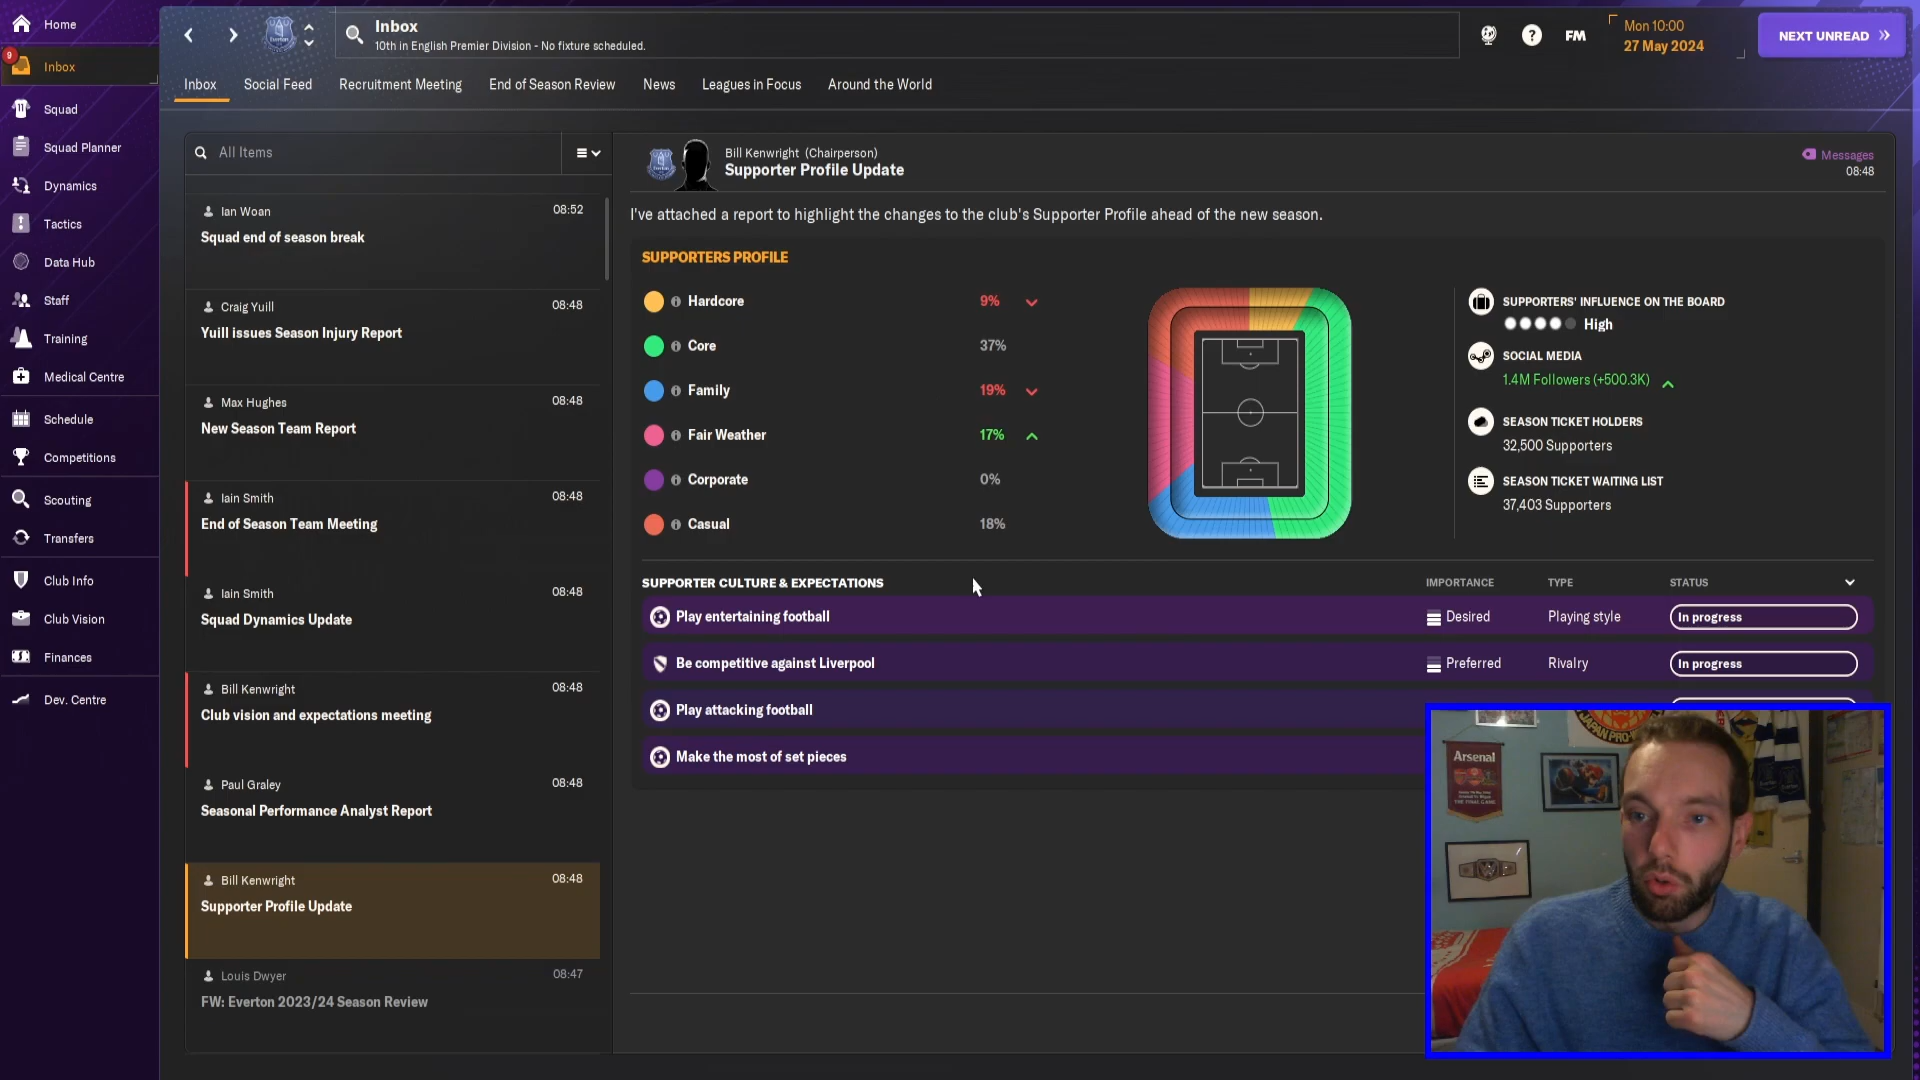 Home
Inbox
10th in English Premier Division - No fixture scheduled.
FM
Mon 10:00
27 May 2024
NEXT UNREAD
9
Inbox
Inbox
Social Feed
Recruitment Meeting
End of Season Review
News
Leagues in Focus
Around the World
Squad
Squad Planner
Dynamics
Tactics
Data Hub
Staff
Training
Medical Centre
Schedule
Competitions
Scouting
Transfers
Club Info
Club Vision
Finances
Dev. Centre
All Items
Ian Woan 08:52
Squad end of season break
Craig Yuill 08:48
Yuill issues Season Injury Report
Max Hughes 08:48
New Season Team Report
Iain Smith 08:48
End of Season Team Meeting
Iain Smith 08:48
Squad Dynamics Update
Bill Kenwright 08:48
Club vision and expectations meeting
Paul Graley 08:48
Seasonal Performance Analyst Report
Bill Kenwright 08:48
Supporter Profile Update
Louis Dwyer 08:47
FW: Everton 2023/24 Season Review
Bill Kenwright (Chairperson)
Supporter Profile Update
Messages
08:48
I've attached a report to highlight the changes to the club's Supporter Profile ahead of the new season.
SUPPORTERS PROFILE
Hardcore 9%
Core 37%
Family 19%
Fair Weather 17%
Corporate 0%
Casual 18%
SUPPORTERS' INFLUENCE ON THE BOARD
High
SOCIAL MEDIA
1.4M Followers (+500.3K)
SEASON TICKET HOLDERS
32,500 Supporters
SEASON TICKET WAITING LIST
37,403 Supporters
SUPPORTER CULTURE & EXPECTATIONS IMPORTANCE TYPE STATUS
Play entertaining football Desired Playing style In progress
Be competitive against Liverpool Preferred Rivalry In progress
Play attacking football
Make the most of set pieces
Arsenal